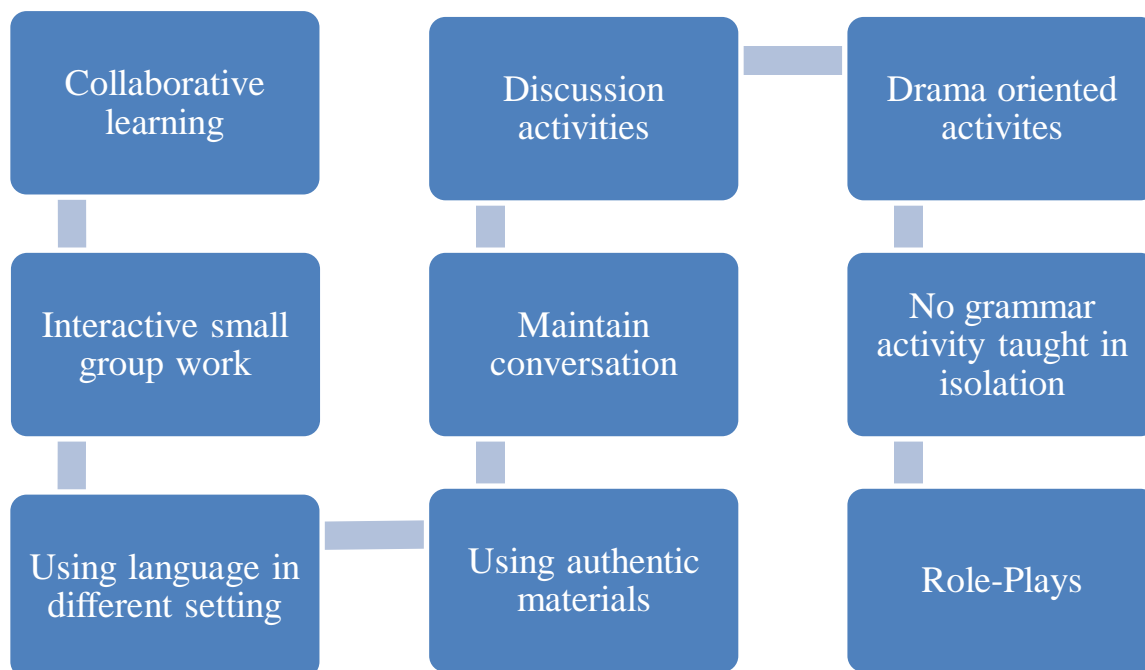 Collaborative
learning
Interactive small
group work
Using language in
different setting
Using authentic
materials
Maintain
conversation
Discussion
activities
Drama oriented
activites
No grammar
activity taught in
isolation
Role-Plays